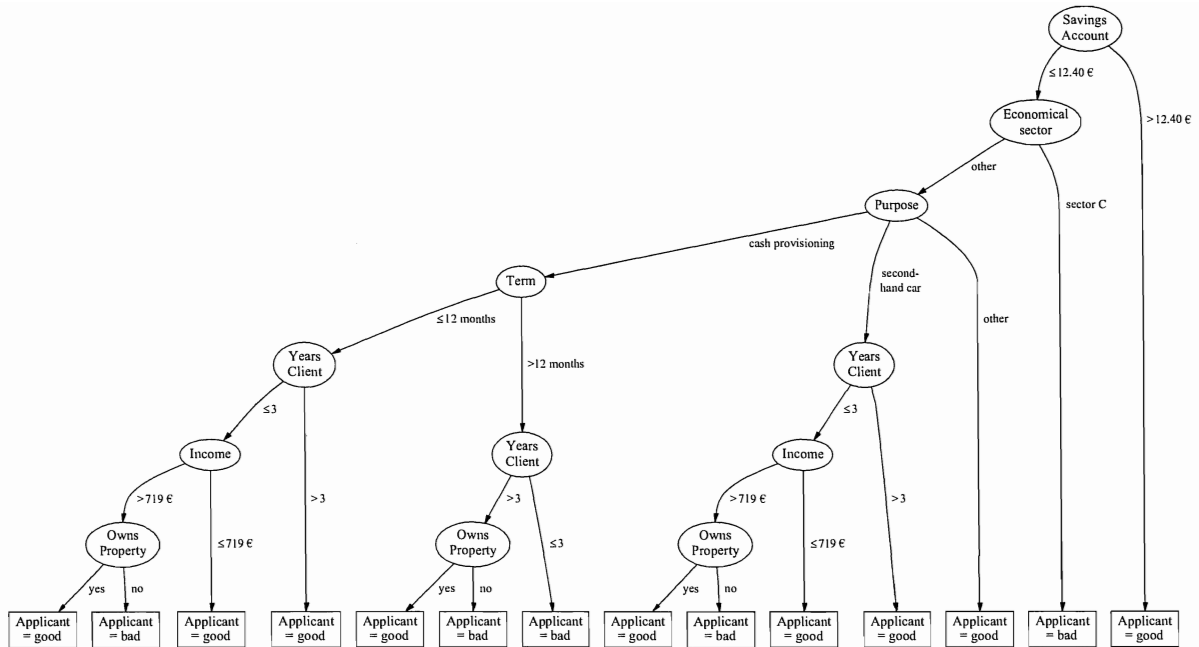 Savings
Account
≤12.40 €
>12.40 €
Economical
sector
other
sector C
Purpose
cash provisioning
second-
hand car
other
Term
≤12 months
>12 months
Years
Client
Years
Client
≤3
>3
≤3
>3
Income
Years
Client
Income
>719 €
≤719 €
>3
≤3
>719 €
≤719 €
Owns
Property
Owns
Property
Owns
Property
yes
no
yes
no
yes
no
Applicant
= good
Applicant
= bad
Applicant
= good
Applicant
= good
Applicant
= good
Applicant
= bad
Applicant
= bad
Applicant
= good
Applicant
= bad
Applicant
= good
Applicant
= good
Applicant
= good
Applicant
= bad
Applicant
= good